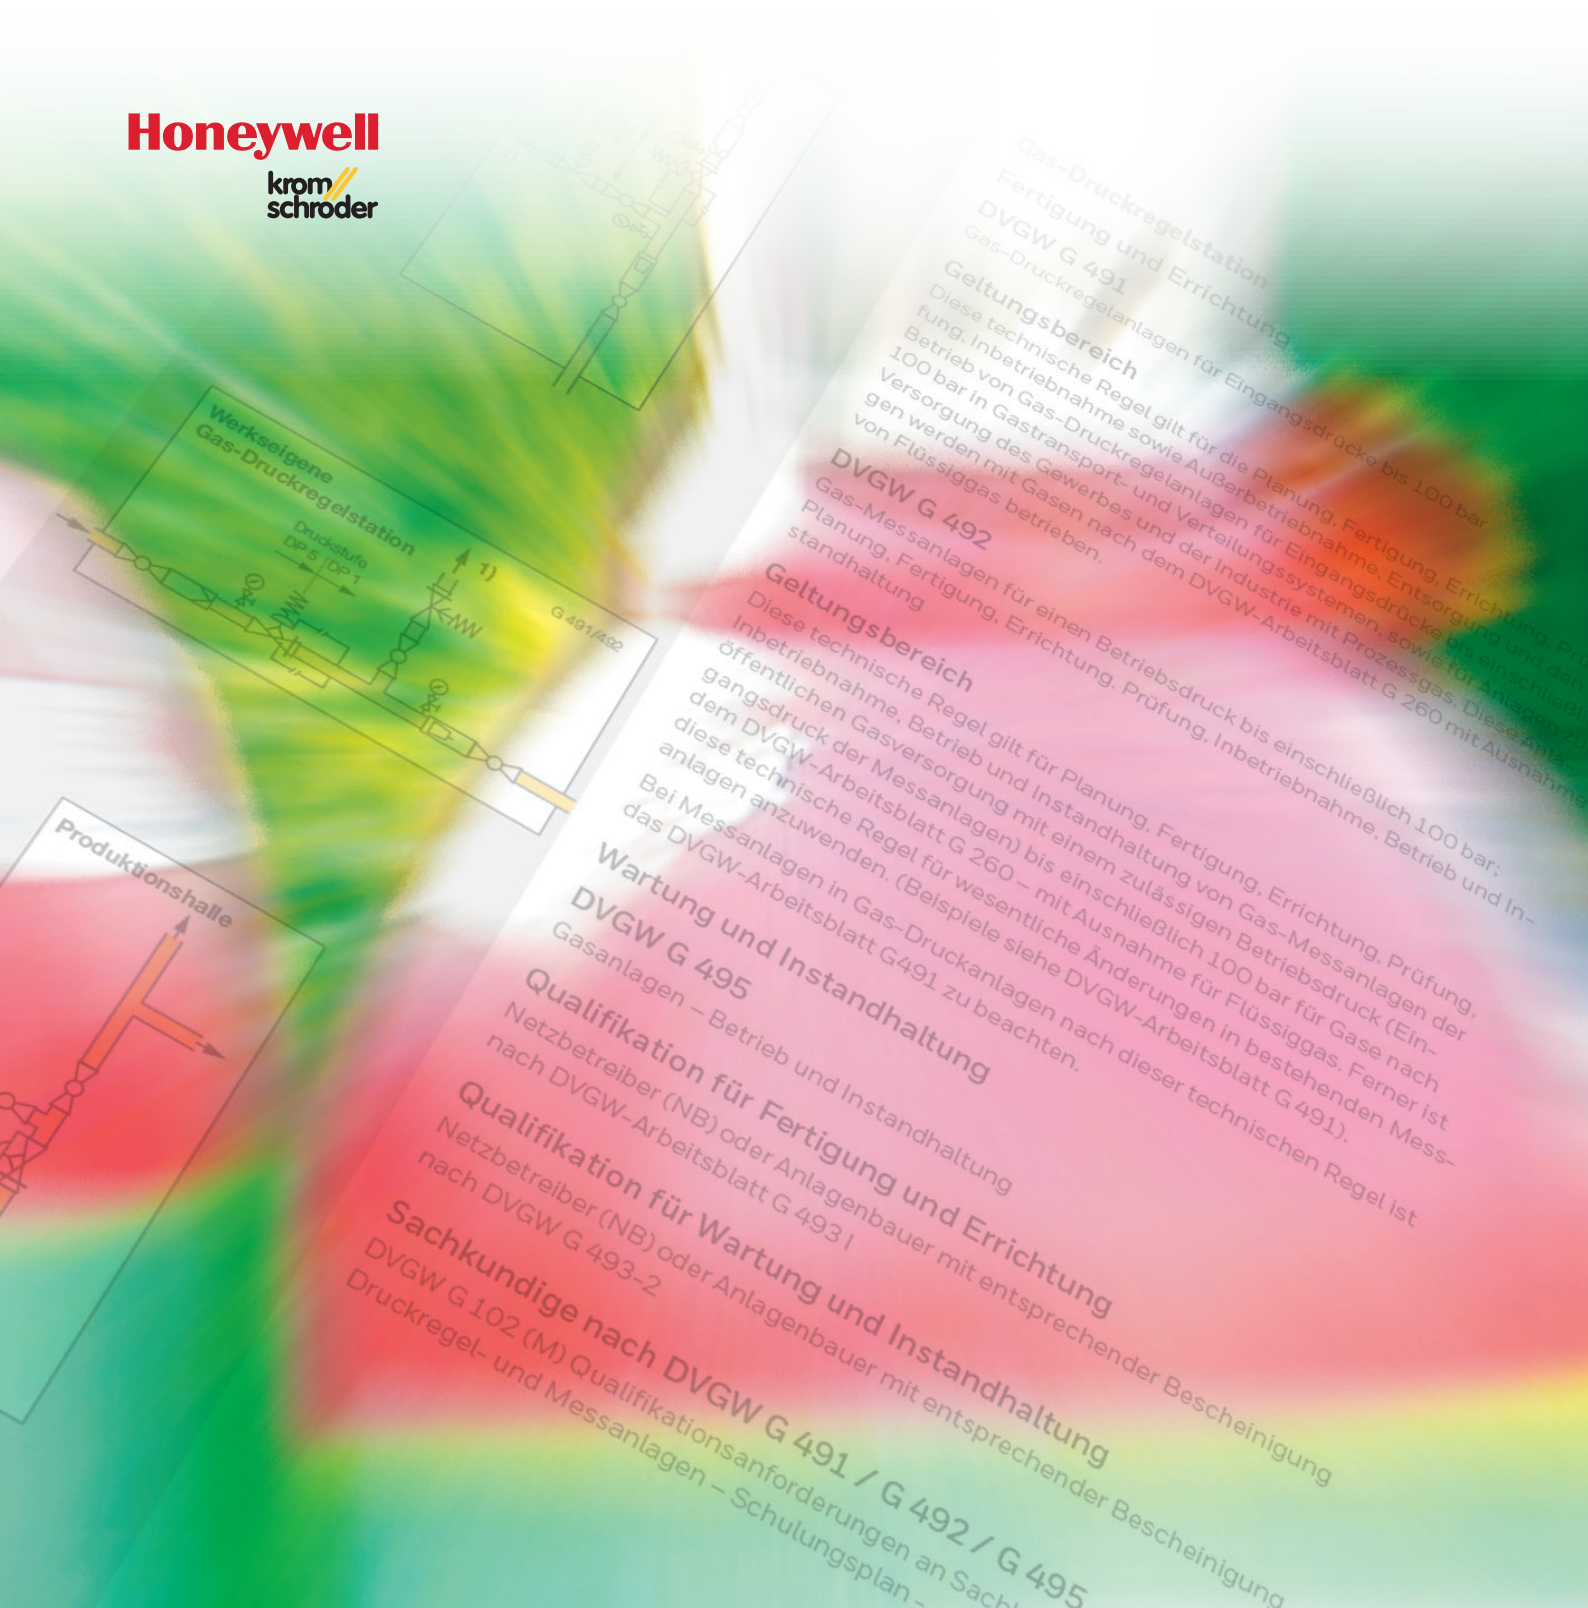 Honeywell
krom
schroder
Gas-Druckregelstation
Fertigung und Errichtung
DVGW G 491
Gas-Druckregelanlagen für Eingangsdrücke bis 100 bar
Geltungsbereich
Diese technische Regel gilt für die Planung, Fertigung, Errichtung, Prü
fung, Inbetriebnahme sowie Außerbetriebnahme, Entsorgung und den
Betrieb von Gas-Druckregelanlagen für Eingangsdrücke bis einschließl
100 bar in Gastransport- und Verteilungssystemen, sowie für Anlagen zu
Versorgung des Gewerbes und der Industrie mit Prozessgas. Diese Anla
gen werden mit Gasen nach dem DVGW-Arbeitsblatt G 260 mit Ausnahme
von Flüssiggas betrieben.
DVGW G 492
Gas-Messanlagen für einen Betriebsdruck bis einschließlich 100 bar;
Planung, Fertigung, Errichtung, Prüfung, Inbetriebnahme, Betrieb und In-
standhaltung
Geltungsbereich
Diese technische Regel gilt für Planung, Fertigung, Errichtung, Prüfung,
Inbetriebnahme, Betrieb und Instandhaltung von Gas-Messanlagen der
öffentlichen Gasversorgung mit einem zulässigen Betriebsdruck (Ein-
gangsdruck der Messanlagen) bis einschließlich 100 bar für Gase nach
dem DVGW-Arbeitsblatt G 260 – mit Ausnahme für Flüssiggas. Ferner ist
diese technische Regel für wesentliche Änderungen in bestehenden Mess-
anlagen anzuwenden. (Beispiele siehe DVGW-Arbeitsblatt G 491).
Bei Messanlagen in Gas-Druckanlagen nach dieser technischen Regel ist
das DVGW-Arbeitsblatt G491 zu beachten.
Wartung und Instandhaltung
DVGW G 495
Gasanlagen – Betrieb und Instandhaltung
Qualifikation für Fertigung und Errichtung
Netzbetreiber (NB) oder Anlagenbauer mit entsprechender Bescheinigung
nach DVGW-Arbeitsblatt G 493 I
Qualifikation für Wartung und Instandhaltung
Netzbetreiber (NB) oder Anlagenbauer mit entsprechender Bescheinigung
nach DVGW G 493-2
Sachkundige nach DVGW G 491 / G 492 / G 495
DVGW G 102 (M) Qualifikationsanforderungen an Sach
Druckregel- und Messanlagen – Schulungsplan -
Werkseigene
Gas-Druckregelstation
Druckstufe
DP 5 DP 1
1)
G 491/492
Produktionshalle